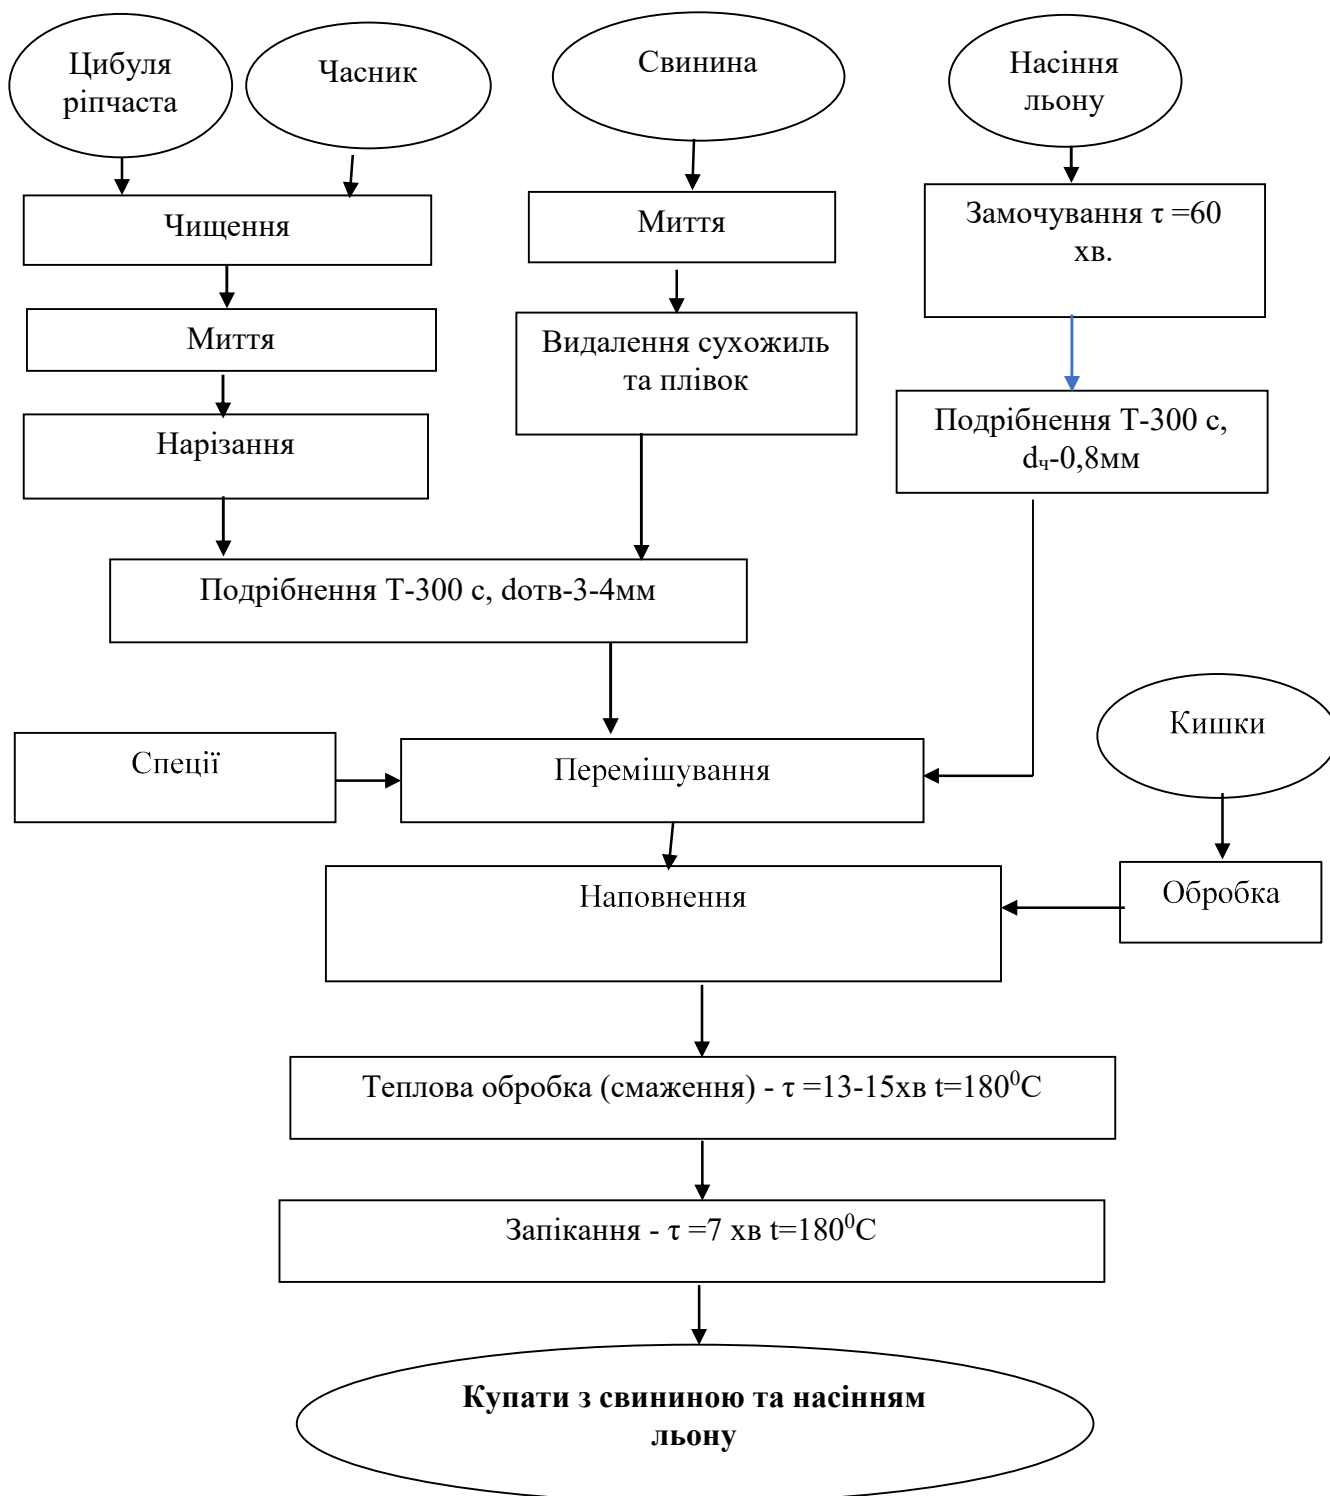 Цибуля
ріпчаста
Часник
Свинина
Насіння
льону
Чищення
Миття
Замочування τ =60
хв.
Миття
Видалення сухожиль
та плівок
Нарізання
Подрібнення Т-300 с,
dч-0,8мм
Подрібнення Т-300 с, dотв-3-4мм
Спеції
Перемішування
Кишки
Наповнення
Обробка
Теплова обробка (смаження) - τ =13-15хв t=180⁰С
Запікання - τ =7 хв t=180⁰С
Купати з свининою та насінням
льону